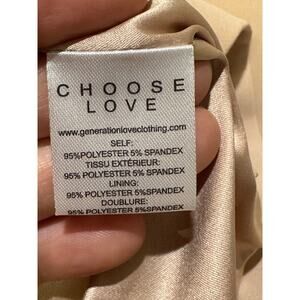 CHOOSE
LOVE
www.generationloveclothing.com
SELF:
95%POLYESTER 5%SPANDEX
TISSU EXTÉRIEUR:
95% POLYESTER 5% SPANDEX
LINING:
95% POLYESTER 5% SPANDEX
DOUBLURE:
95% POLYESTER 5%SPANDEX